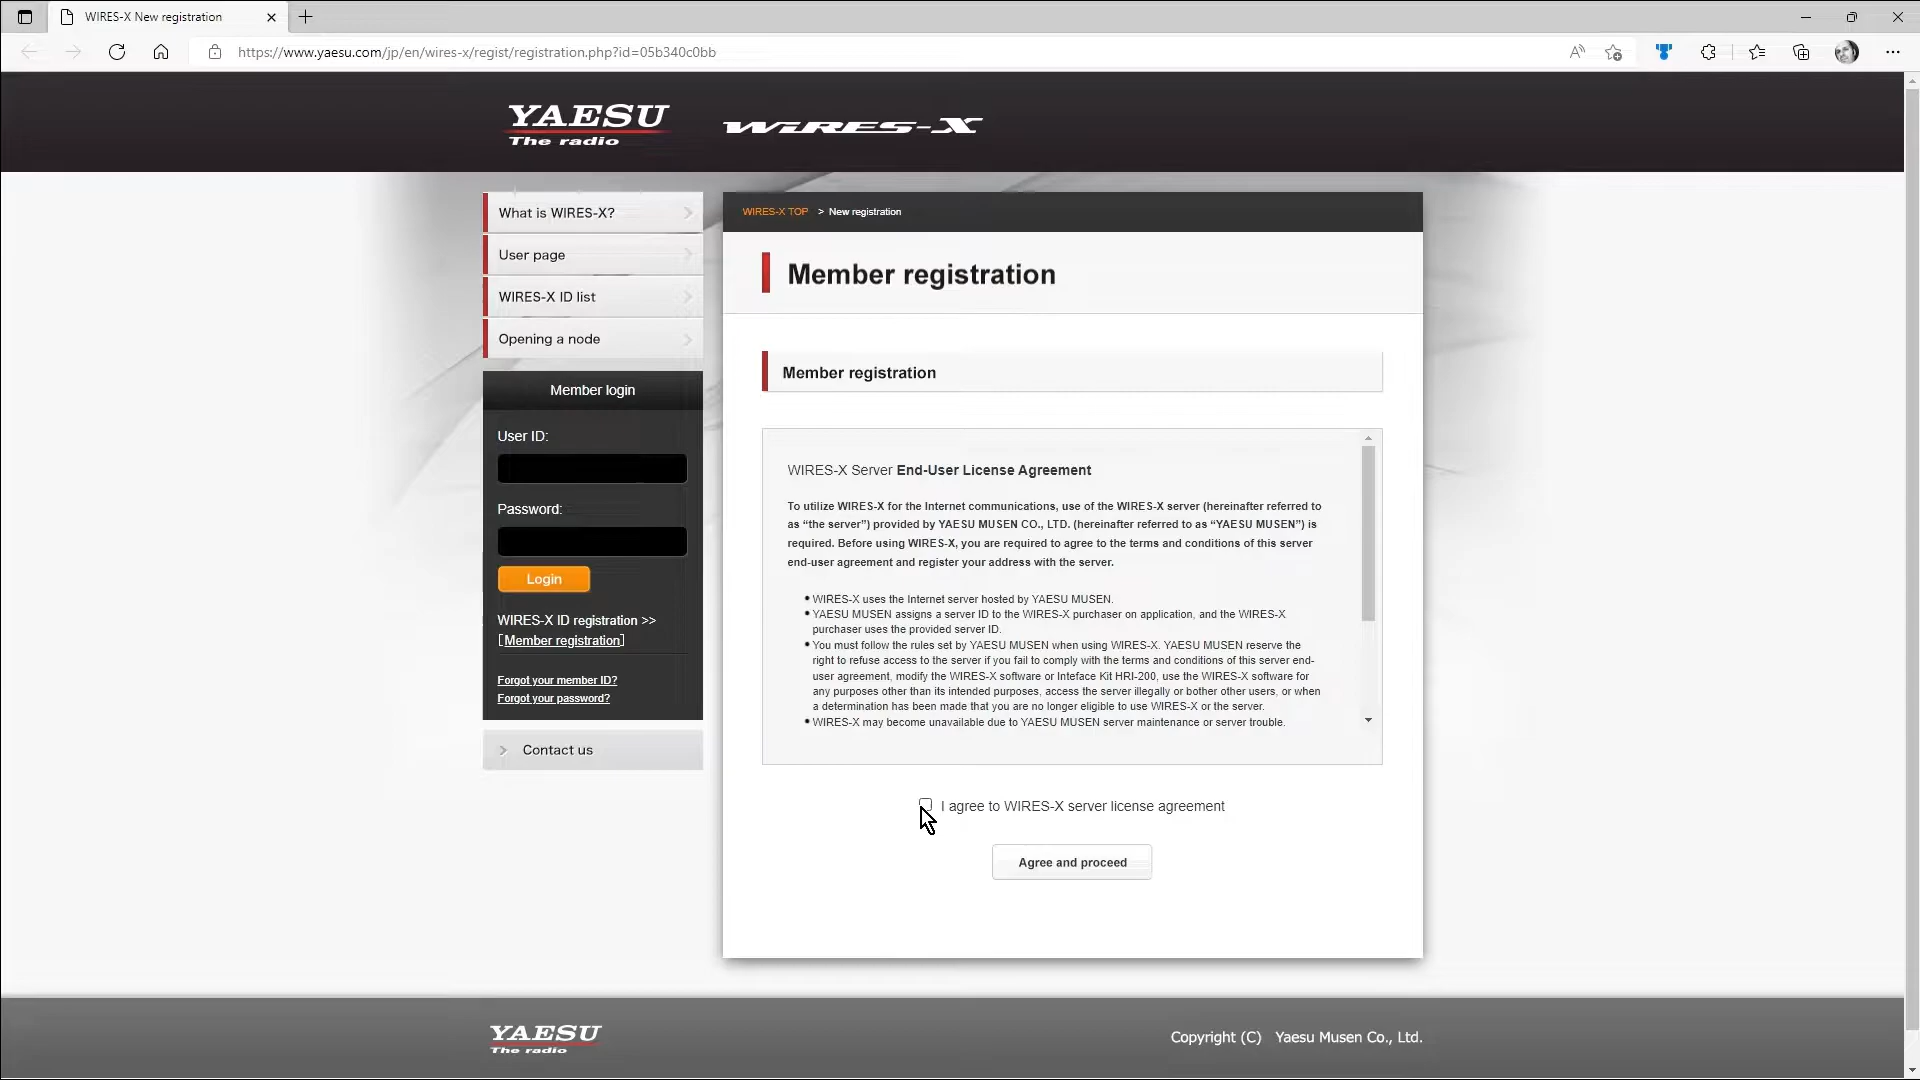 WIRES-X New registration
https://www.yaesu.com/jp/en/wires-x/regist/registration.php?id=05b340c0bb
YAESU
The radio
WiRES-X
What is WIRES-X?
User page
WIRES-X ID list
Opening a node
Member login
User ID:
Password:
Login
WIRES-X ID registration >>
[Member registration]
Forgot your member ID?
Forgot your password?
Contact us
WIRES-X TOP > New registration
Member registration
Member registration
WIRES-X Server End-User License Agreement
To utilize WIRES-X for the Internet communications, use of the WIRES-X server (hereinafter referred to
as “the server”) provided by YAESU MUSEN CO., LTD. (hereinafter referred to as “YAESU MUSEN”) is
required. Before using WIRES-X, you are required to agree to the terms and conditions of this server
end-user agreement and register your address with the server.
• WIRES-X uses the Internet server hosted by YAESU MUSEN.
• YAESU MUSEN assigns a server ID to the WIRES-X purchaser on application, and the WIRES-X
purchaser uses the provided server ID.
• You must follow the rules set by YAESU MUSEN when using WIRES-X. YAESU MUSEN reserve the
right to refuse access to the server if you fail to comply with the terms and conditions of this server end-
user agreement, modify the WIRES-X software or Inteface Kit HRI-200, use the WIRES-X software for
any purposes other than its intended purposes, access the server illegally or bother other users, or when
a determination has been made that you are no longer eligible to use WIRES-X or the server.
• WIRES-X may become unavailable due to YAESU MUSEN server maintenance or server trouble.
I agree to WIRES-X server license agreement
Agree and proceed
YAESU
The radio
Copyright (C) Yaesu Musen Co., Ltd.